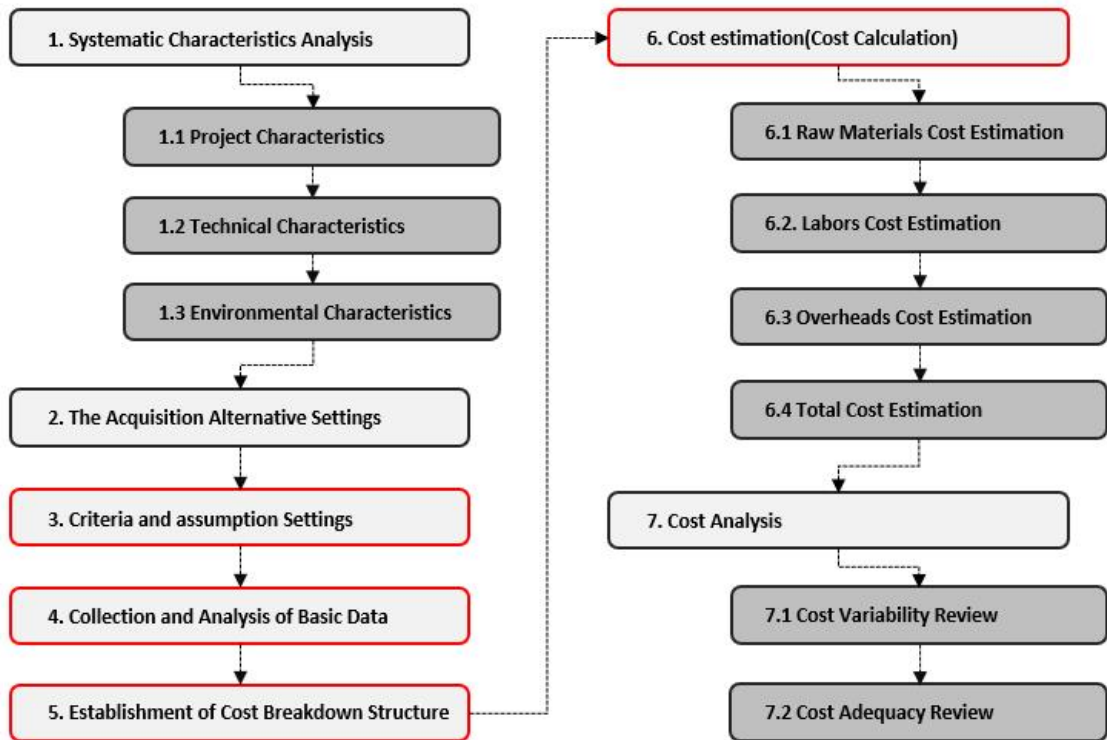 1. Systematic Characteristics Analysis
1.1 Project Characteristics
1.2 Technical Characteristics
1.3 Environmental Characteristics
2. The Acquisition Alternative Settings
3. Criteria and assumption Settings
4. Collection and Analysis of Basic Data
5. Establishment of Cost Breakdown Structure
6. Cost estimation(Cost Calculation)
6.1 Raw Materials Cost Estimation
6.2. Labors Cost Estimation
6.3 Overheads Cost Estimation
6.4 Total Cost Estimation
7. Cost Analysis
7.1 Cost Variability Review
7.2 Cost Adequacy Review